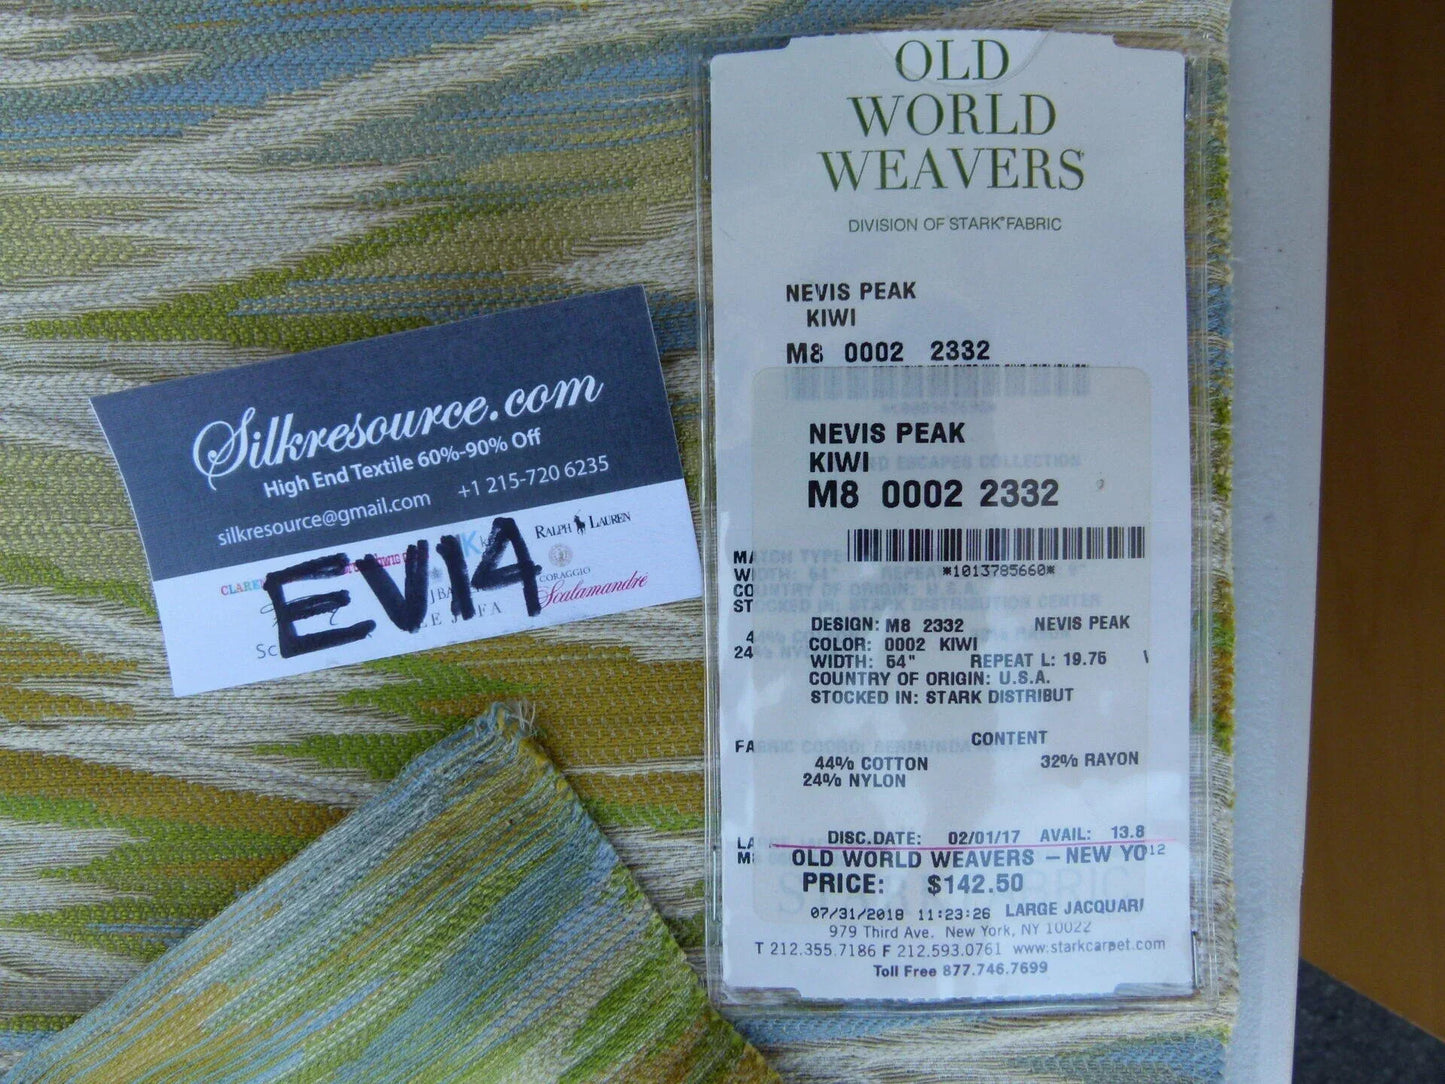 OLD
WORLD
WEAVERS
DIVISION OF STARK® FABRIC
NEVIS PEAK
KIWI
M8 0002 2332
NEVIS PEAK
KIWI
M8 0002 2332
*1013785660*
DESIGN: M8 2332 NEVIS PEAK
COLOR: 0002 KIWI
WIDTH: 54" REPEAT L: 19.75
COUNTRY OF ORIGIN: U.S.A.
STOCKED IN: STARK DISTRIBUT
CONTENT
44% COTTON 32% RAYON
24% NYLON
DISC.DATE: 02/01/17 AVAIL: 13.8
OLD WORLD WEAVERS - NEW YO
PRICE: $142.50
07/31/2018 11:23:26 LARGE JACQUAR
979 Third Ave. New York, NY 10022
T 212.355.7186 F 212.593.0761 www.starkcarpet.com
Toll Free 877.746.7699
Silkresource.com
High End Textile 60%-90% Off
silkresource@gmail.com +1 215-720 6235
RALPH LAUREN
CORAGGIO
Scalamandré
EV14